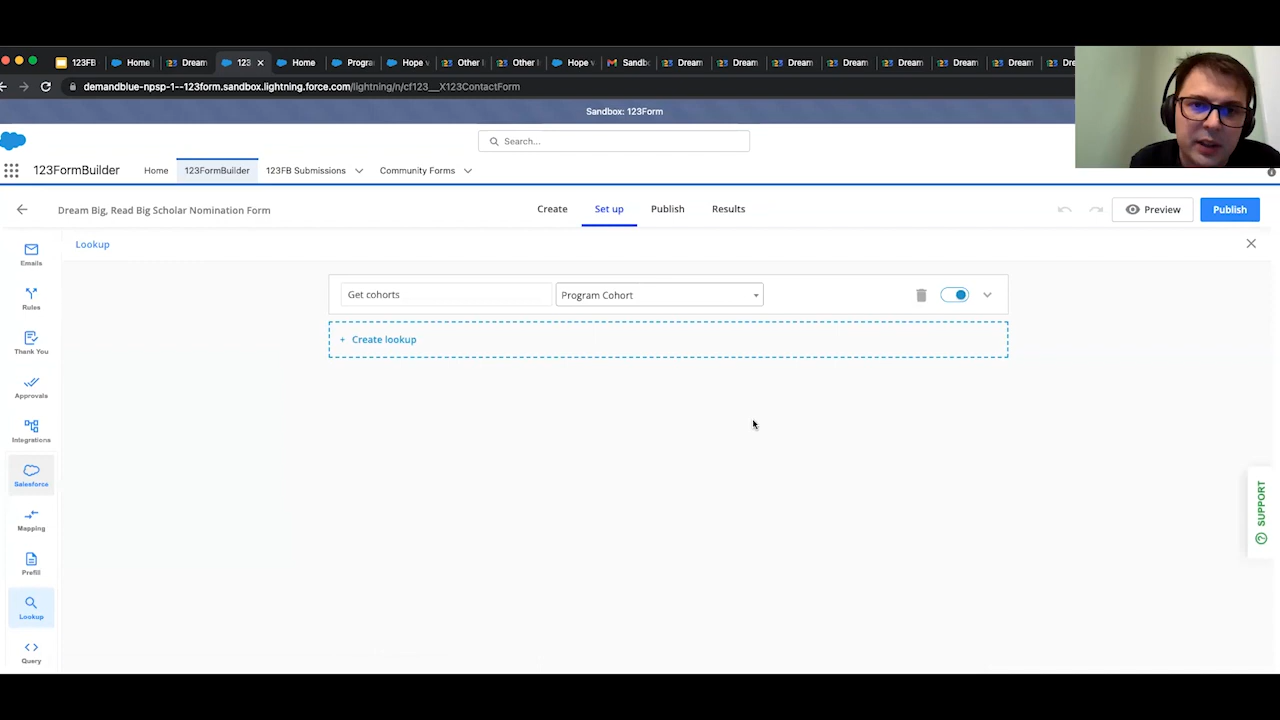 123FB
Home
Dream
123
Home
Progra
Hope v
Other I
Other I
Hope v
Sandb
Dream
Dream
Dream
Dream
Dream
Dream
Dream
Dre
demandblue-npsp-1--123form.sandbox.lightning.force.com/lightning/n/cf123__X123ContactForm
Sandbox: 123Form
Search...
123FormBuilder
Home
123FormBuilder
123FB Submissions
Community Forms
Dream Big, Read Big Scholar Nomination Form
Create
Set up
Publish
Results
Preview
Publish
Emails
Rules
Thank You
Approvals
Integrations
Salesforce
Mapping
Prefill
Lookup
Query
Lookup
Get cohorts
Program Cohort
+ Create lookup
SUPPORT